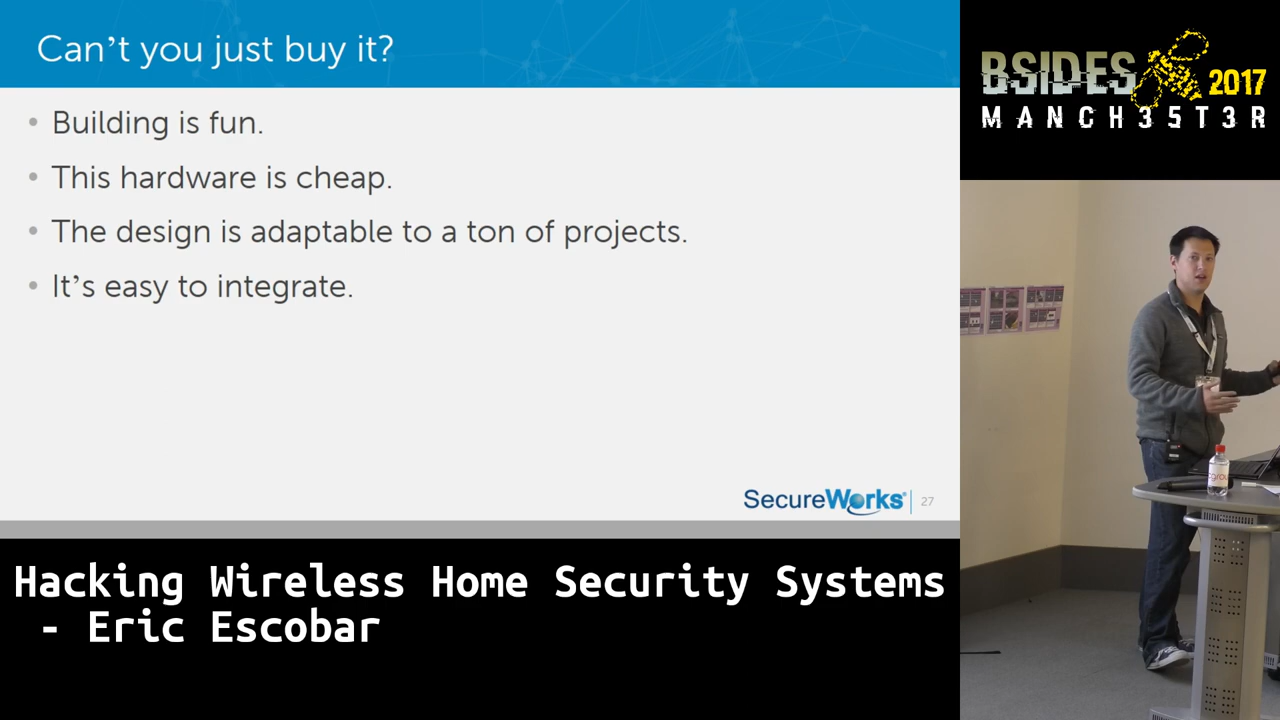 Can't you just buy it?
• Building is fun.
• This hardware is cheap.
• The design is adaptable to a ton of projects.
• It's easy to integrate.
SecureWorks® | 27
BSIDES 2017
MANCH35T3R
Hacking Wireless Home Security Systems
- Eric Escobar